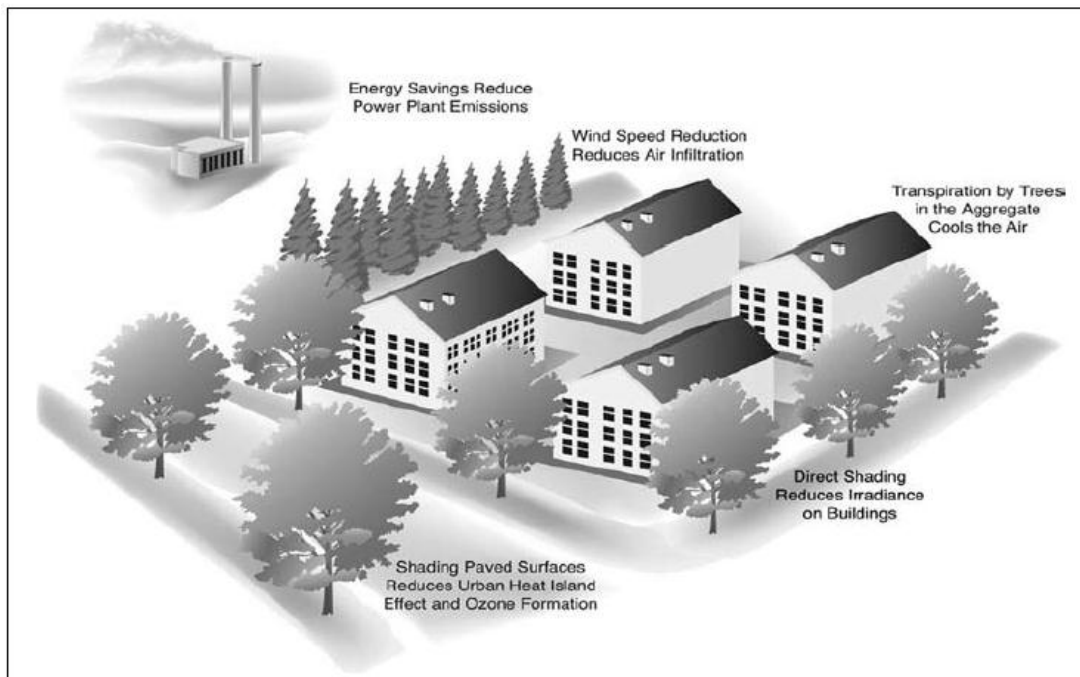 Energy Savings Reduce
Power Plant Emissions
Wind Speed Reduction
Reduces Air Infiltration
Transpiration by Trees
in the Aggregate
Cools the Air
Direct Shading
Reduces Irradiance
on Buildings
Shading Paved Surfaces
Reduces Urban Heat Island
Effect and Ozone Formation